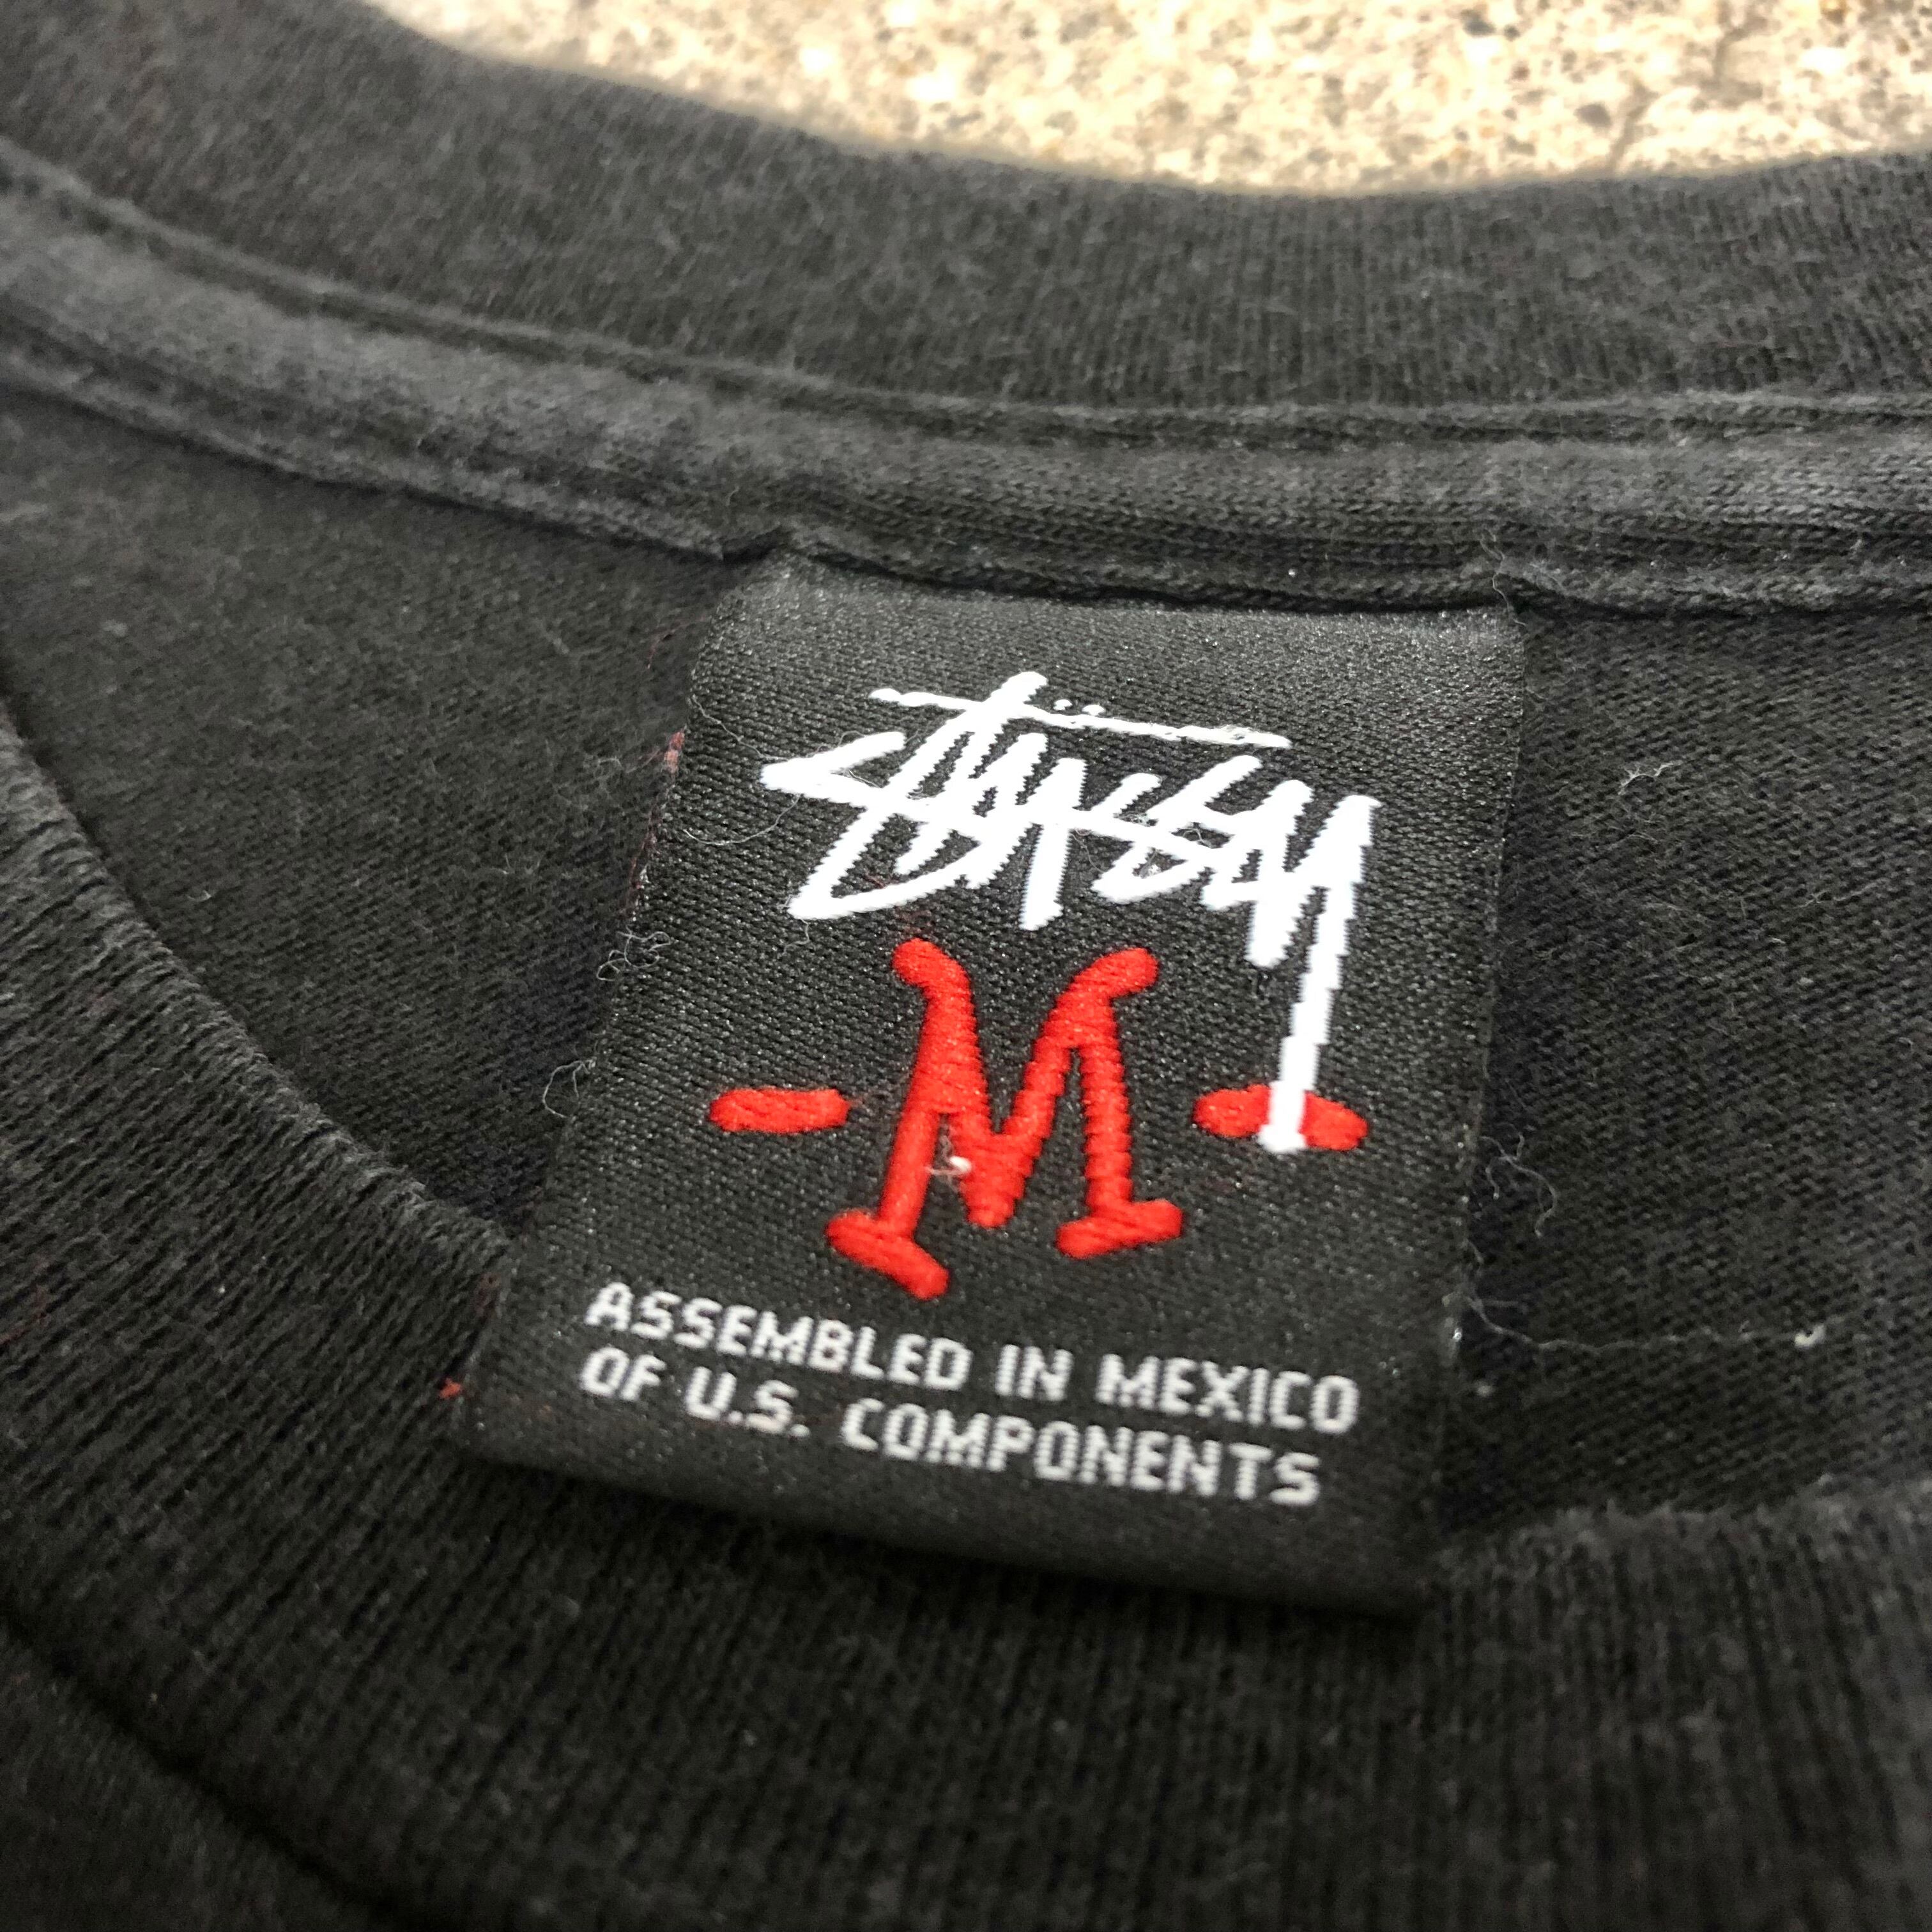 Stüssy
- M -
ASSEMBLED IN MEXICO
OF U.S. COMPONENTS